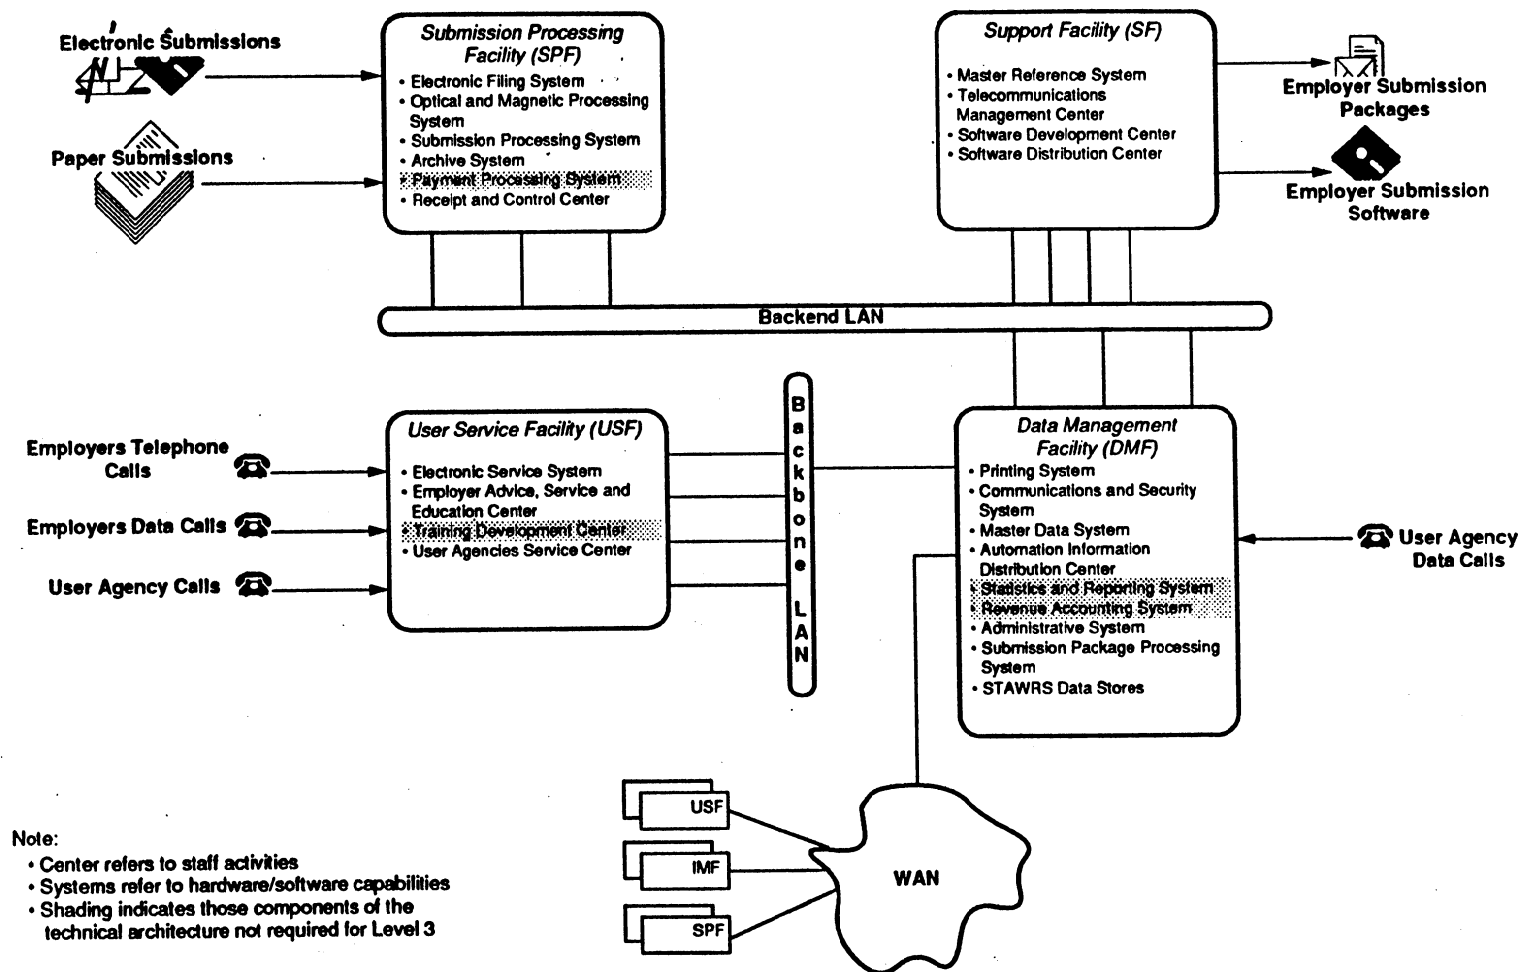 Electronic Submissions
Paper Submissions
Submission Processing
Facility (SPF)
• Electronic Filing System
• Optical and Magnetic Processing
System
• Submission Processing System
• Archive System
• Payment Processing System
• Receipt and Control Center
Support Facility (SF)
• Master Reference System
• Telecommunications
Management Center
• Software Development Center
• Software Distribution Center
Employer Submission
Packages
Employer Submission
Software
Backend LAN
Employers Telephone
Calls
Employers Data Calls
User Agency Calls
User Service Facility (USF)
• Electronic Service System
• Employer Advice, Service and
Education Center
• Training Development Center
• User Agencies Service Center
Backbone LAN
Data Management
Facility (DMF)
• Printing System
• Communications and Security
System
• Master Data System
• Automation Information
Distribution Center
• Statistics and Reporting System
• Revenue Accounting System
• Administrative System
• Submission Package Processing
System
• STAWRS Data Stores
User Agency
Data Calls
USF
IMF
SPF
WAN
Note:
• Center refers to staff activities
• Systems refer to hardware/software capabilities
• Shading indicates those components of the
technical architecture not required for Level 3